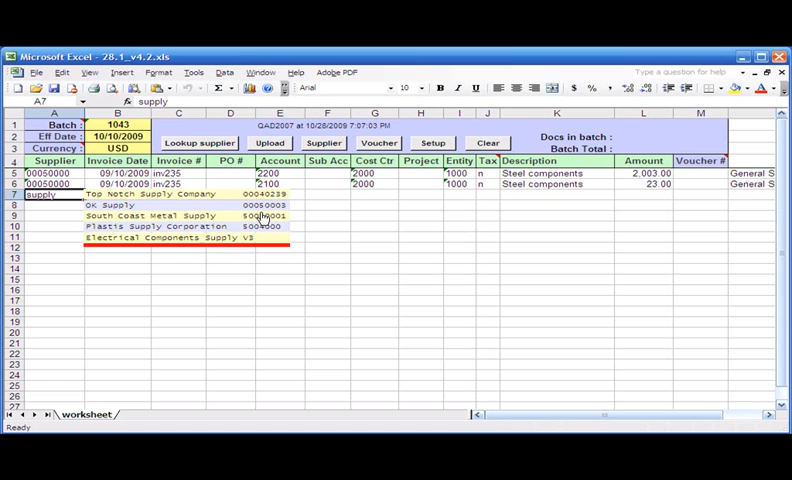 Microsoft Excel - 28.1_v4.2.xls
File Edit View Insert Format Tools Data Window Help Adobe PDF
Type a question for help
Arial 10 B
A7 fx supply
A B C D E F G H I J K L M
1 Batch : 1043 QAD2007 at 10/28/2009 7:07:03 PM
2 Eff Date : 10/10/2009 Docs in batch :
3 Currency : USD Batch Total :
Lookup supplier Upload Supplier Voucher Setup Clear
4 Supplier Invoice Date Invoice # PO # Account Sub Acc Cost Ctr Project Entity Tax Description Amount Voucher #
5 00050000 09/10/2009 inv235 2200 2000 1000 n Steel components 2,003.00 General S
6 00050000 09/10/2009 inv235 2100 2000 1000 n Steel components 23.00 General S
7 supply Top Notch Supply Company 00040239
8 OK Supply 00050003
9 South Coast Metal Supply
10 Plastis Supply Corporation 5004000
11 Electrical Components Supply V3
12
13
14
15
16
17
18
19
20
21
22
23
24
25
26
27
worksheet
Ready